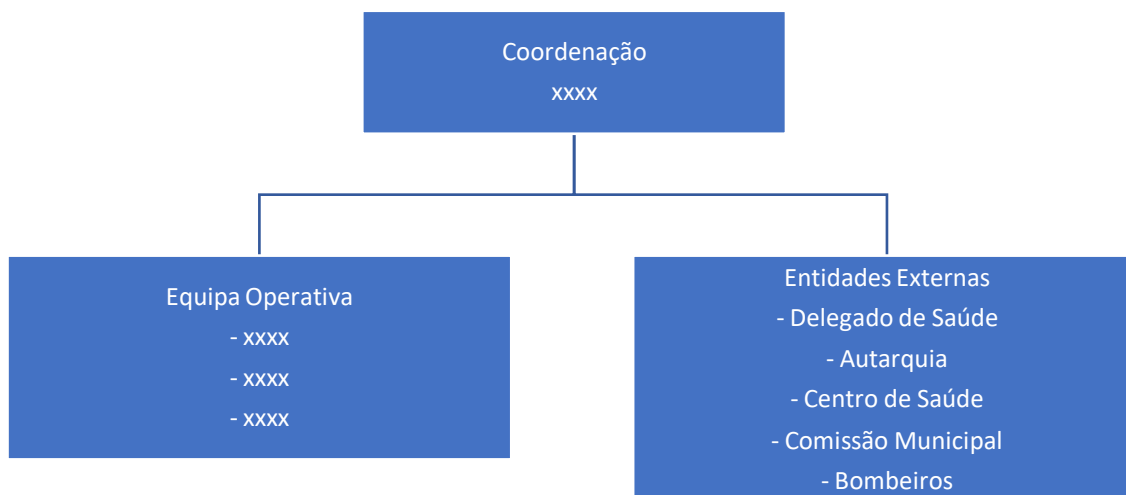 Coordenação
xxxx
Equipa Operativa
- xxxx
- xxxx
- xxxx
Entidades Externas
- Delegado de Saúde
- Autarquia
- Centro de Saúde
- Comissão Municipal
- Bombeiros